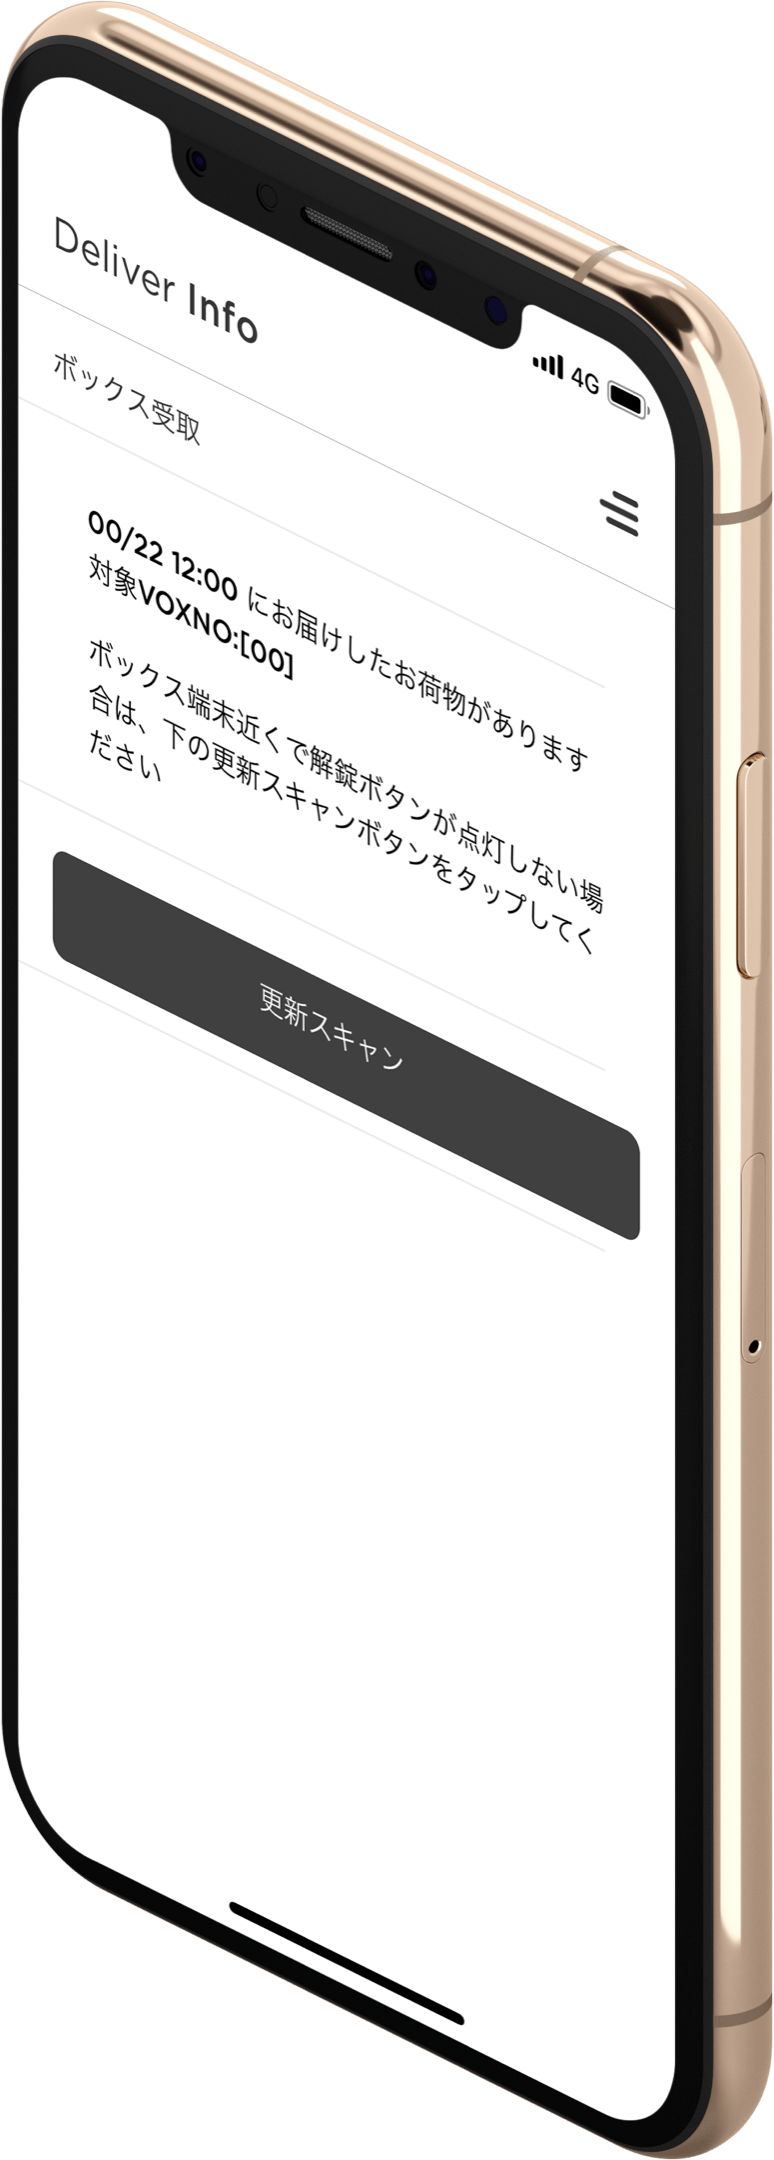 4G
Deliver Info
ボックス受取
00/22 12:00 にお届けしたお荷物があります
対象VOXNO:[00]
ボックス端末近くで解錠ボタンが点灯しない場
合は、下の更新スキャンボタンをタップしてく
ださい
更新スキャン